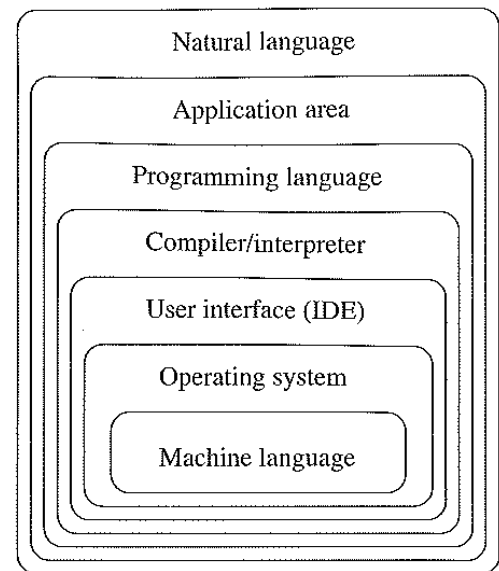 Natural language
Application area
Programming language
Compiler/interpreter
User interface (IDE)
Operating system
Machine language